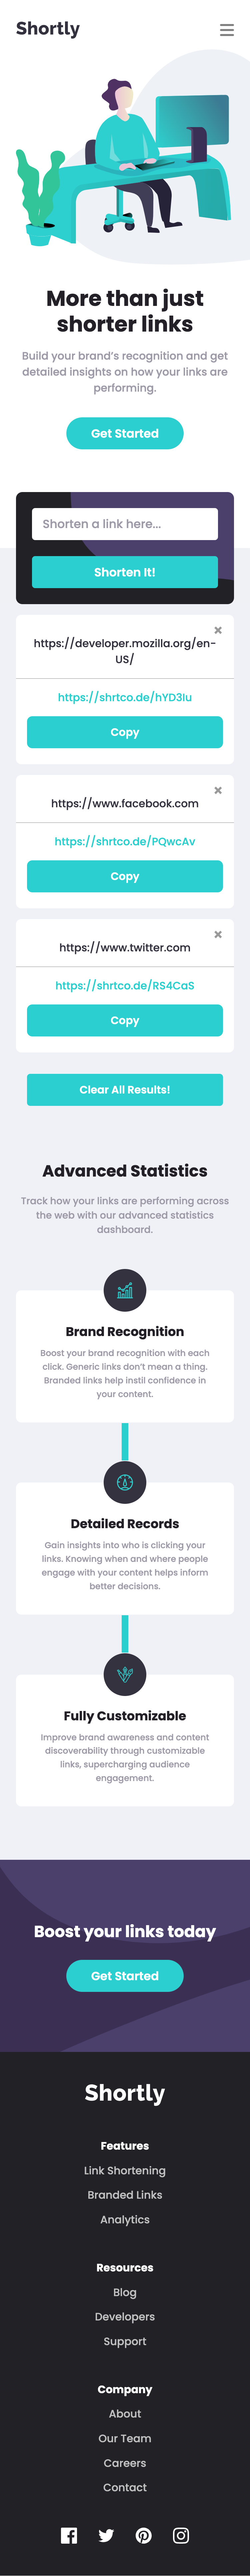 Shortly
More than just
shorter links
Build your brand's recognition and get
detailed insights on how your links are
performing.
Get Started
Shorten a link here...
Shorten It!
https://developer.mozilla.org/en-
US/
https://shrtco.de/hYD3Iu
Copy
https://www.facebook.com
https://shrtco.de/PQwcAv
Copy
https://www.twitter.com
https://shrtco.de/RS4CaS
Copy
Clear All Results!
Advanced Statistics
Track how your links are performing across
the web with our advanced statistics
dashboard.
Brand Recognition
Boost your brand recognition with each
click. Generic links don't mean a thing.
Branded links help instil confidence in
your content.
Detailed Records
Gain insights into who is clicking your
links. Knowing when and where people
engage with your content helps inform
better decisions.
Fully Customizable
Improve brand awareness and content
discoverability through customizable
links, supercharging audience
engagement.
Boost your links today
Get Started
Shortly
Features
Link Shortening
Branded Links
Analytics
Resources
Blog
Developers
Support
Company
About
Our Team
Careers
Contact